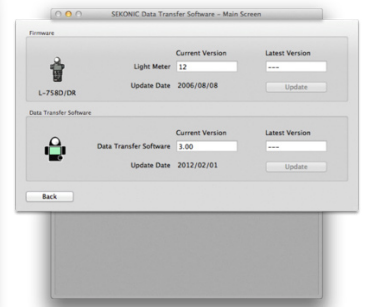 SEKONIC Data Transfer Software – Main Screen
Firmware
Current Version Latest Version
Light Meter 12 ---
Update Date 2006/08/08 Update
L-758D/DR
Data Transfer Software
Current Version Latest Version
Data Transfer Software 3.00 ---
Update Date 2012/02/01 Update
Back